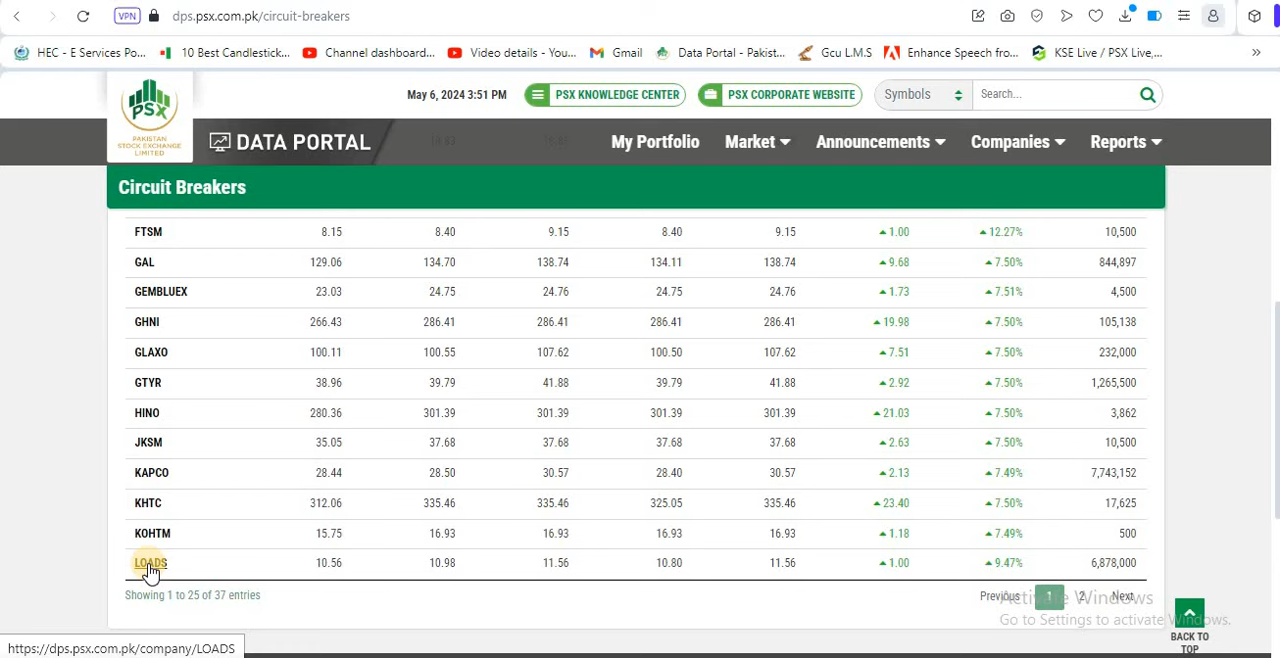 VPN dps.psx.com.pk/circuit-breakers
HEC - E Services Po... 10 Best Candlestick... Channel dashboard... Video details - You... Gmail Data Portal - Pakist... Gcu L.M.S Enhance Speech fro... KSE Live / PSX Live,... »
PSX
PAKISTAN
STOCK EXCHANGE
LIMITED
May 6, 2024 3:51 PM PSX KNOWLEDGE CENTER PSX CORPORATE WEBSITE Symbols Search...
DATA PORTAL My Portfolio Market Announcements Companies Reports
Circuit Breakers
FTSM 8.15 8.40 9.15 8.40 9.15 1.00 12.27% 10,500
GAL 129.06 134.70 138.74 134.11 138.74 9.68 7.50% 844,897
GEMBLUEX 23.03 24.75 24.76 24.75 24.76 1.73 7.51% 4,500
GHNI 266.43 286.41 286.41 286.41 286.41 19.98 7.50% 105,138
GLAXO 100.11 100.55 107.62 100.50 107.62 7.51 7.50% 232,000
GTYR 38.96 39.79 41.88 39.79 41.88 2.92 7.50% 1,265,500
HINO 280.36 301.39 301.39 301.39 301.39 21.03 7.50% 3,862
JKSM 35.05 37.68 37.68 37.68 37.68 2.63 7.50% 10,500
KAPCO 28.44 28.50 30.57 28.40 30.57 2.13 7.49% 7,743,152
KHTC 312.06 335.46 335.46 325.05 335.46 23.40 7.50% 17,625
KOHTM 15.75 16.93 16.93 16.93 16.93 1.18 7.49% 500
LOADS 10.56 10.98 11.56 10.80 11.56 1.00 9.47% 6,878,000
Showing 1 to 25 of 37 entries Previous 1 2 Next
Activate Windows
Go to Settings to activate Windows.
BACK TO
TOP
https://dps.psx.com.pk/company/LOADS